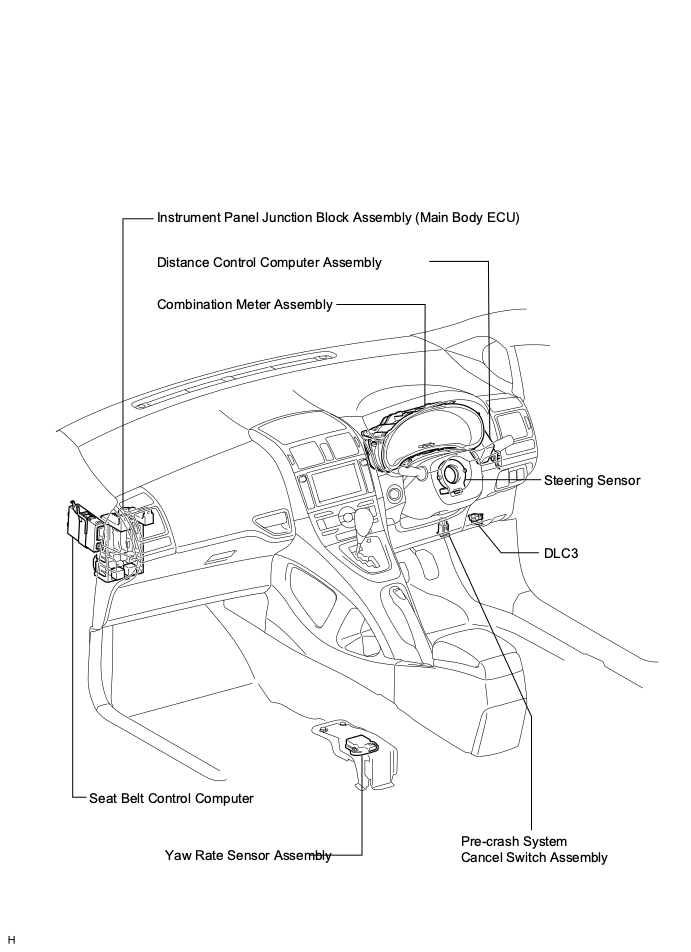 Instrument Panel Junction Block Assembly (Main Body ECU)
Distance Control Computer Assembly
Combination Meter Assembly
Steering Sensor
DLC3
Seat Belt Control Computer
Yaw Rate Sensor Assembly
Pre-crash System
Cancel Switch Assembly
H